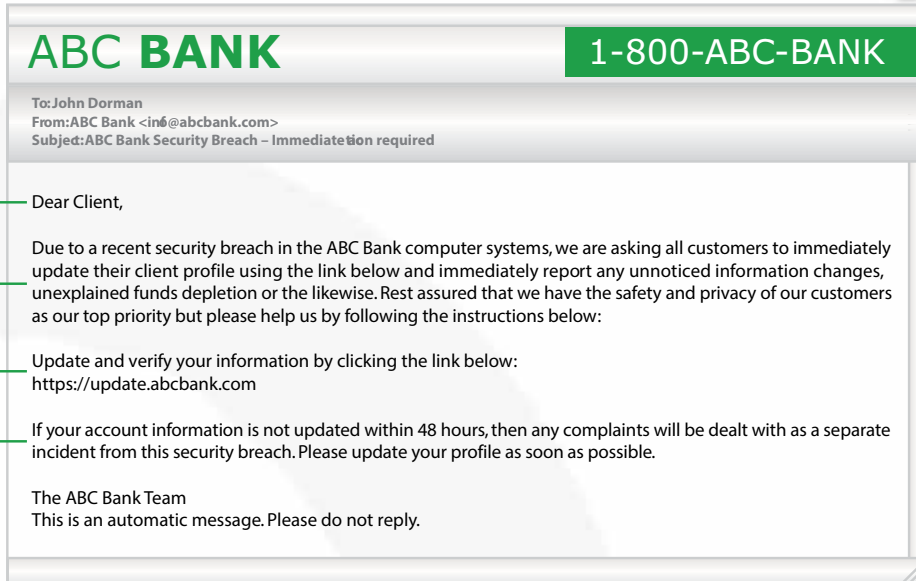 ABC BANK
1-800-ABC-BANK
To: John Dorman
From: ABC Bank <info@abcbank.com>
Subject: ABC Bank Security Breach – Immediate action required
Dear Client,
Due to a recent security breach in the ABC Bank computer systems, we are asking all customers to immediately
update their client profile using the link below and immediately report any unnoticed information changes,
unexplained funds depletion or the likewise. Rest assured that we have the safety and privacy of our customers
as our top priority but please help us by following the instructions below:
Update and verify your information by clicking the link below:
https://update.abcbank.com
If your account information is not updated within 48 hours, then any complaints will be dealt with as a separate
incident from this security breach. Please update your profile as soon as possible.
The ABC Bank Team
This is an automatic message. Please do not reply.